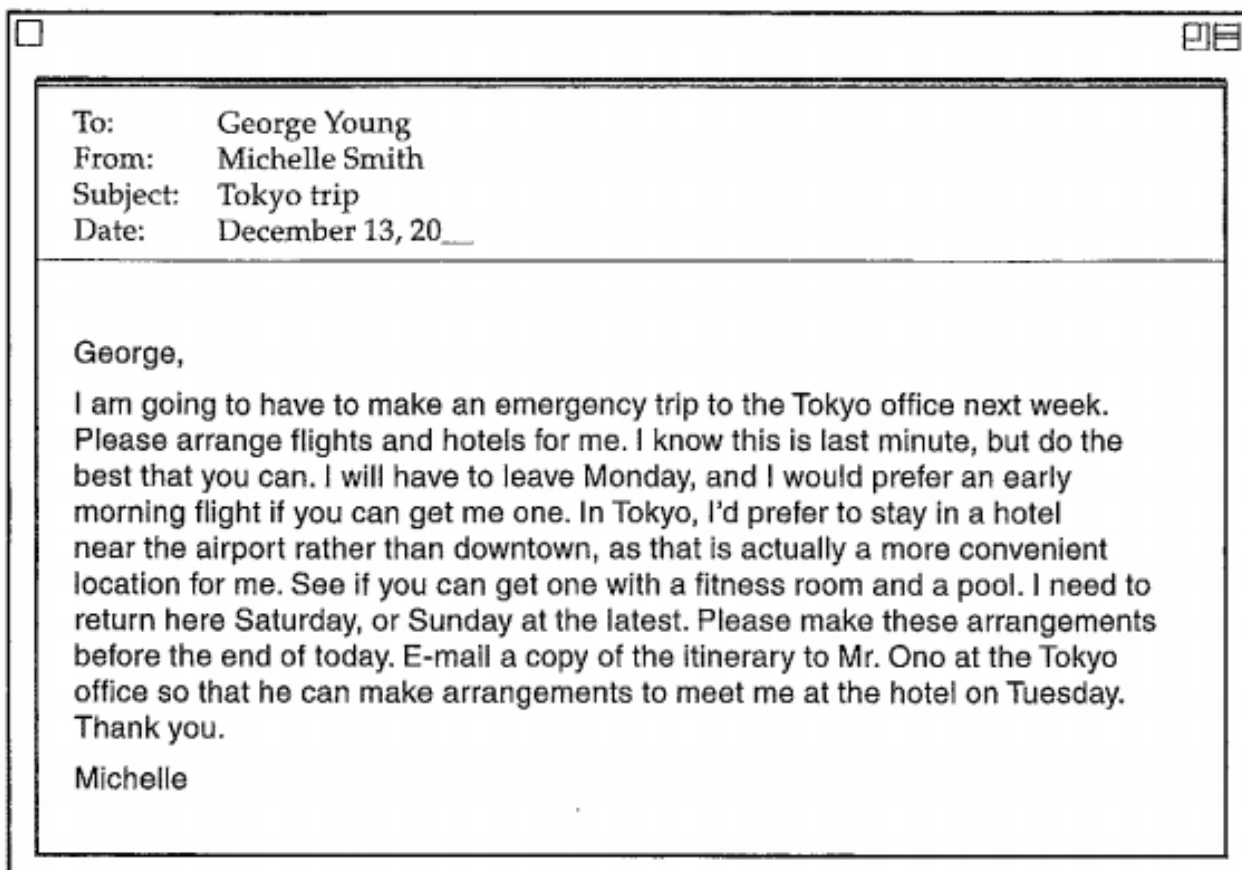 To: George Young
From: Michelle Smith
Subject: Tokyo trip
Date: December 13, 20__
George,
I am going to have to make an emergency trip to the Tokyo office next week.
Please arrange flights and hotels for me. I know this is last minute, but do the
best that you can. I will have to leave Monday, and I would prefer an early
morning flight if you can get me one. In Tokyo, I'd prefer to stay in a hotel
near the airport rather than downtown, as that is actually a more convenient
location for me. See if you can get one with a fitness room and a pool. I need to
return here Saturday, or Sunday at the latest. Please make these arrangements
before the end of today. E-mail a copy of the itinerary to Mr. Ono at the Tokyo
office so that he can make arrangements to meet me at the hotel on Tuesday.
Thank you.
Michelle